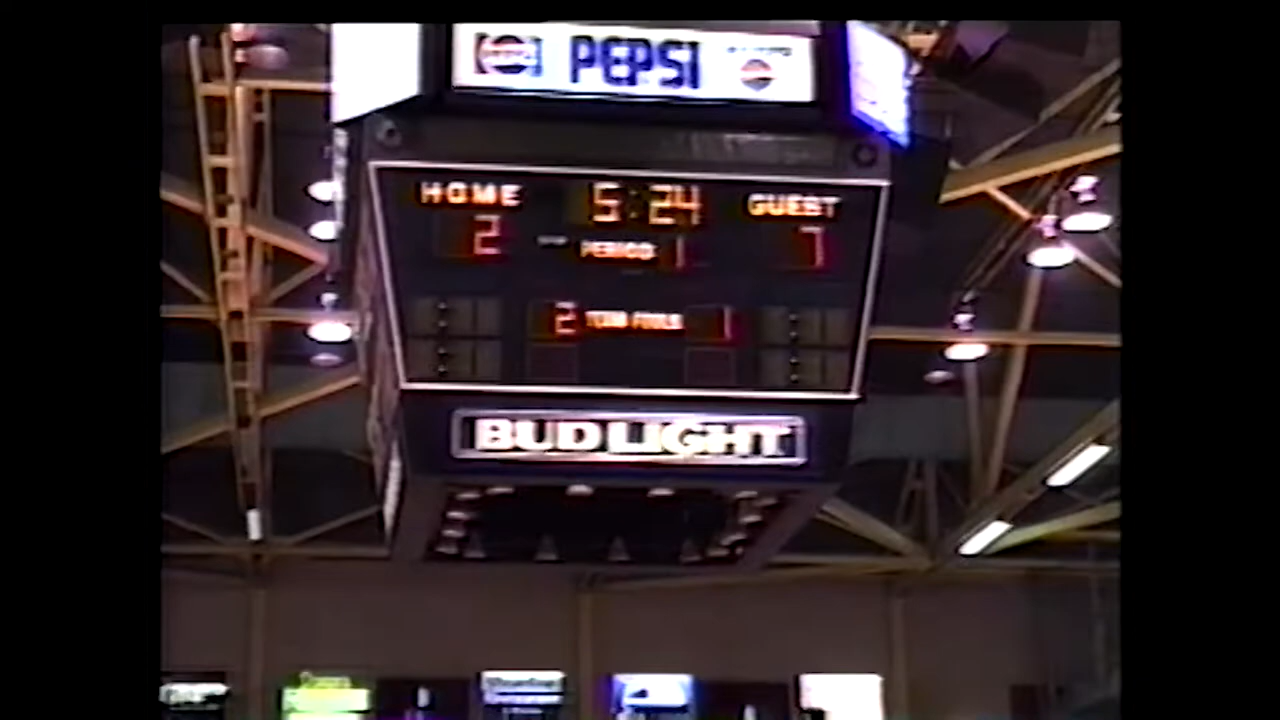 PEPSI
HOME 5:24 GUEST
2 PERIOD 1 7
2 TEAM FOULS 1
BUD LIGHT